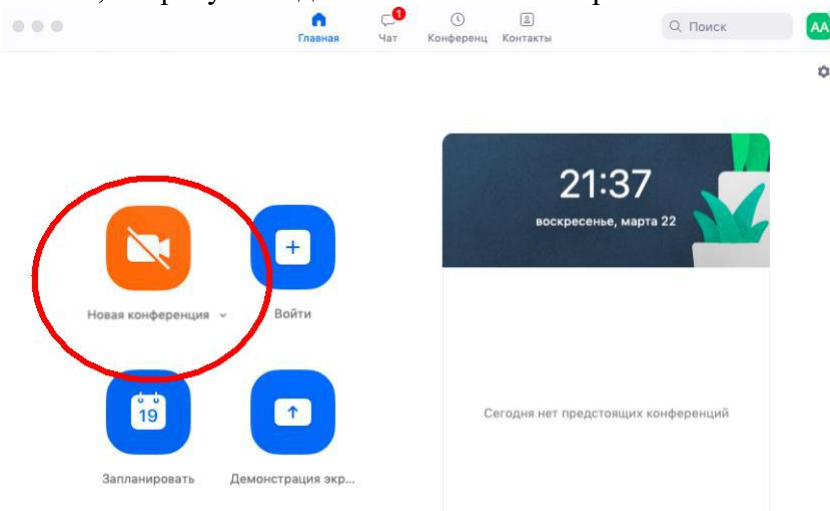 Главная
Чат
1
Конференц
Контакты
Поиск
АА
21:37
воскресенье, марта 22
Новая конференция
Войти
19
Запланировать
Демонстрация экр...
Сегодня нет предстоящих конференций